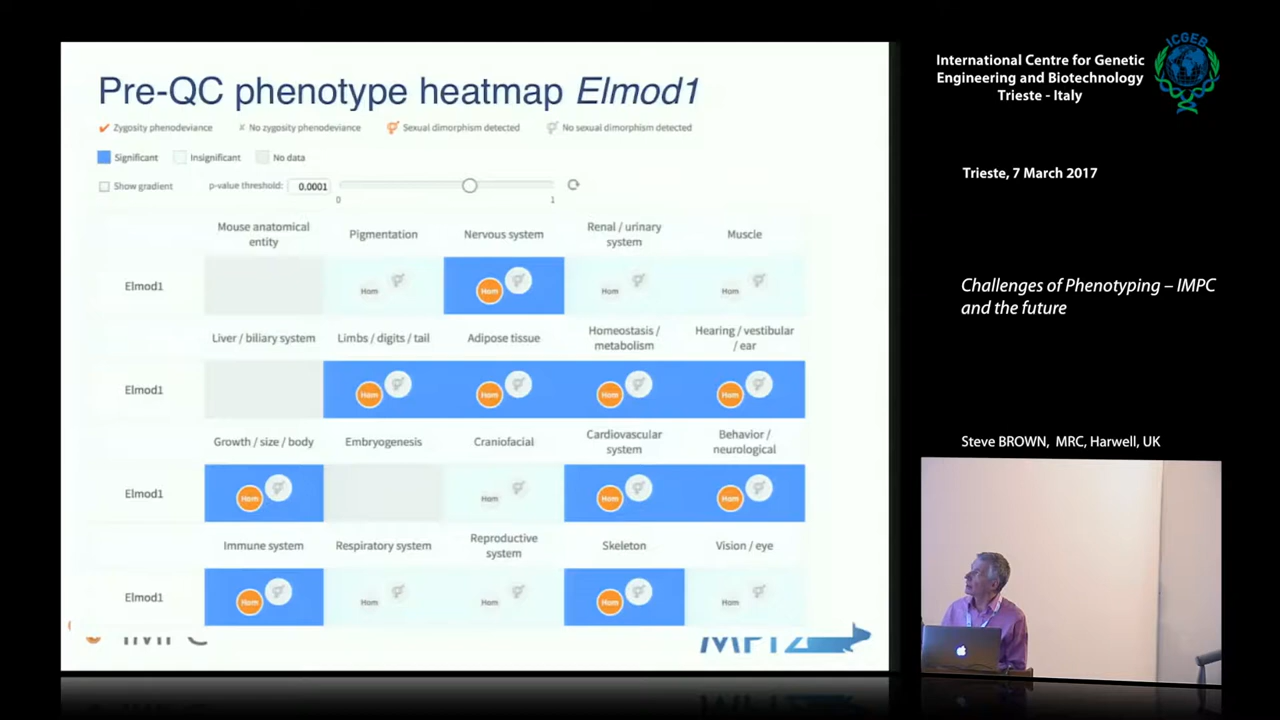 Pre-QC phenotype heatmap Elmod1
Zygosity phenodeviance
No zygosity phenodeviance
Sexual dimorphism detected
No sexual dimorphism detected
Significant
Insignificant
No data
Show gradient
p-value threshold:
0.0001
0
1
Mouse anatomical
entity
Pigmentation
Nervous system
Renal / urinary
system
Muscle
Elmod1
Hom
Hom
Hom
Hom
Liver / biliary system
Limbs / digits / tail
Adipose tissue
Homeostasis /
metabolism
Hearing / vestibular
/ ear
Elmod1
Hom
Hom
Hom
Hom
Growth / size / body
Embryogenesis
Craniofacial
Cardiovascular
system
Behavior /
neurological
Elmod1
Hom
Hom
Hom
Hom
Immune system
Respiratory system
Reproductive
system
Skeleton
Vision / eye
Elmod1
Hom
Hom
Hom
Hom
Hom
International Centre for Genetic
Engineering and Biotechnology
Trieste - Italy
ICGEB
Trieste, 7 March 2017
Challenges of Phenotyping – IMPC
and the future
Steve BROWN, MRC, Harwell, UK